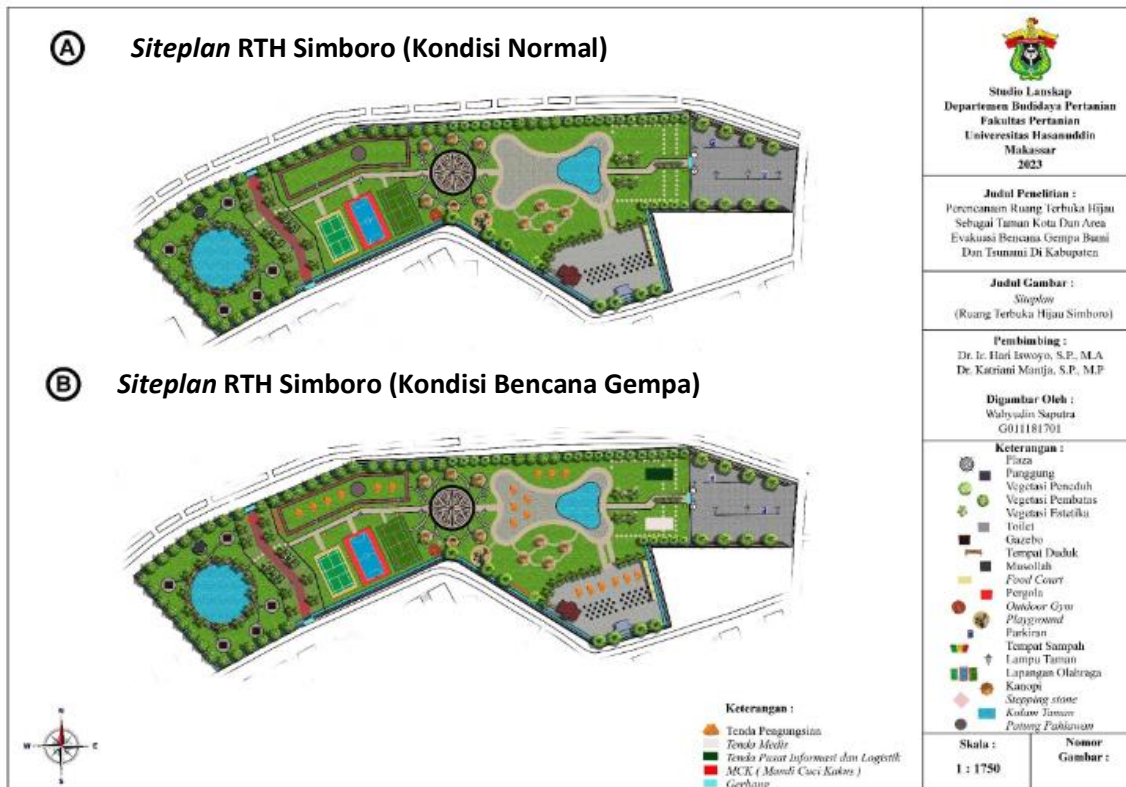 A
Siteplan RTH Simboro (Kondisi Normal)
B
Siteplan RTH Simboro (Kondisi Bencana Gempa)
N
W
E
S
Keterangan :
Tenda Pengungsian
Tenda Medis
Tenda Pusat Informasi dan Logistik
MCK ( Mandi Cuci Kakus )
Gerbang
Studio Lanskap
Departemen Budidaya Pertanian
Fakultas Pertanian
Univeresitas Hasanuddin
Makassar
2023
Judul Penelitian :
Perencanain Ruang Terbuka Hijau
Sebagai Taman Kota Dan Area
Evakuasi Bencana Gempa Bumi
Dan Tsunami Di Kabupaten
Judul Gambar :
Siteplan
(Ruang Terbuka Hijau Simboro)
Pembimbing :
Dr. Ir. Hari Iswoyo, S.P., M.A
Dr. Katriani Mantja, S.P., M.P
Digambar Oleh :
Wahyudin Saputra
G011181701
Keterangan :
Plaza
Panggung
Vegetasi Peneduh
Vegetasi Pembatas
Vegetasi Estetika
Toilet
Gazebo
Tempat Duduk
Musollah
Food Court
Pergola
Outdoor Gym
Playground
Parkiran
Tempat Sampah
Lampu Taman
Lapangan Olahraga
Kanopi
Stepping stone
Kolam Taman
Patung Pahlawan
Skala :
1 : 1750
Nomor
Gambar :